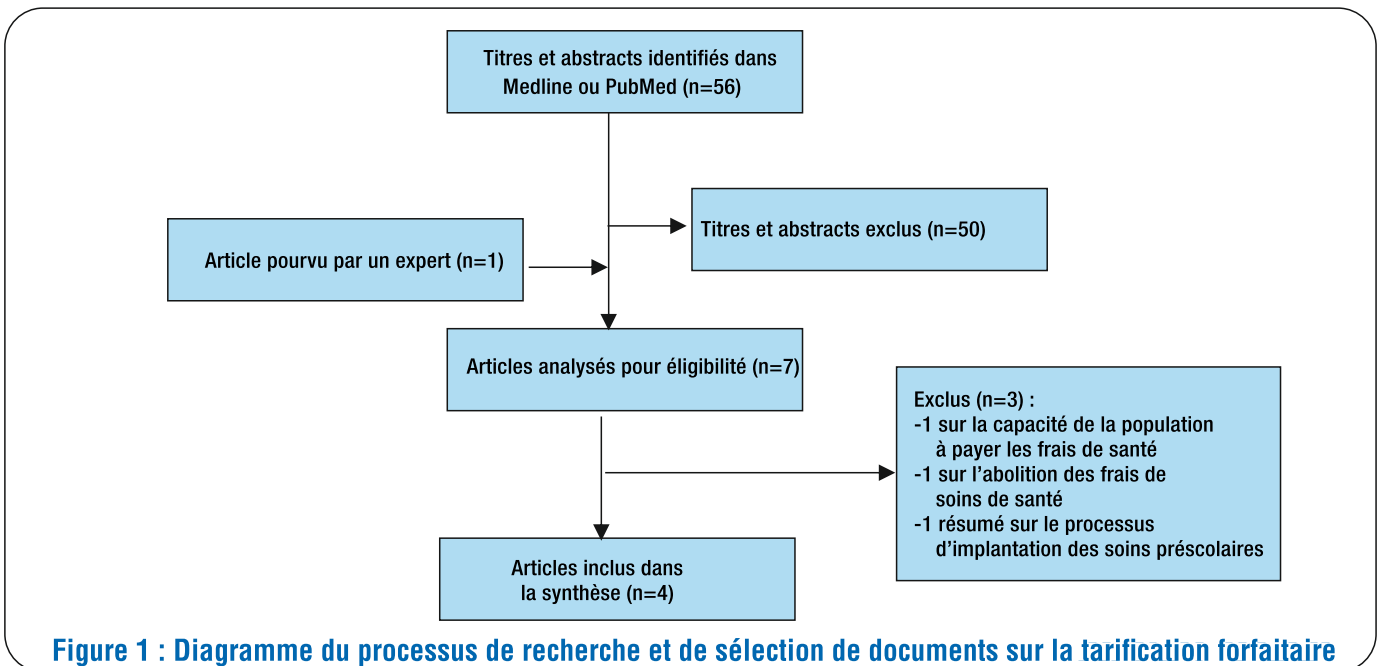 Titres et abstracts identifiés dans
Medline ou PubMed (n=56)
Titres et abstracts exclus (n=50)
Article pourvu par un expert (n=1)
Articles analysés pour éligibilité (n=7)
Exclus (n=3) :
-1 sur la capacité de la population
à payer les frais de santé
-1 sur l’abolition des frais de
soins de santé
-1 résumé sur le processus
d’implantation des soins préscolaires
Articles inclus dans
la synthèse (n=4)
Figure 1 : Diagramme du processus de recherche et de sélection de documents sur la tarification forfaitaire